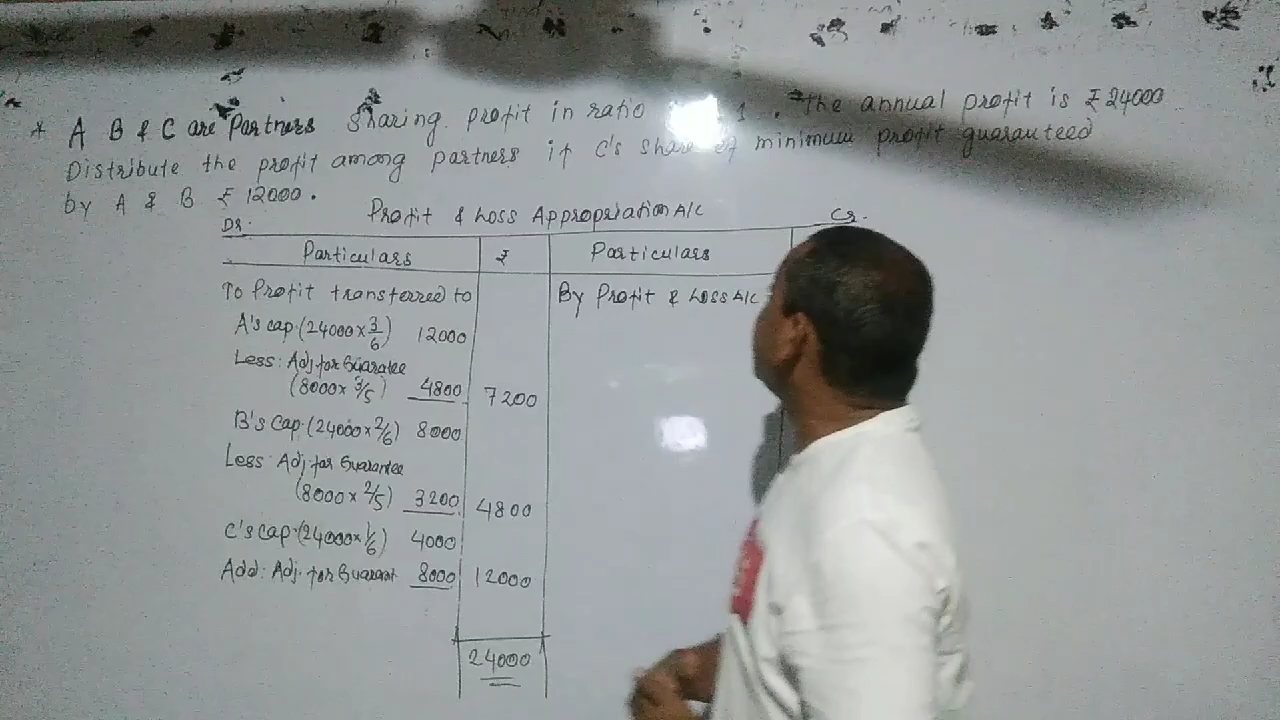 * A B & C are Partners sharing profit in ratio 1. The annual profit is ₹ 24000
Distribute the profit among partners if C's share of minimum profit guaranteed
by A & B ₹ 12000.
Profit & Loss Appropriation A/c
Dr. Cr.
Particulars ₹ Particulars
To Profit transferred to By Profit & Loss A/c
A's cap. (24000 x 3/6) 12000
Less: Adj for Guarantee
(8000 x 3/5) 4800 7200
B's Cap. (24000 x 2/6) 8000
Less: Adj. for Guarantee
(8000 x 2/5) 3200 4800
C's Cap. (24000 x 1/6) 4000
Add: Adj. for Guarant 8000 12000
24000